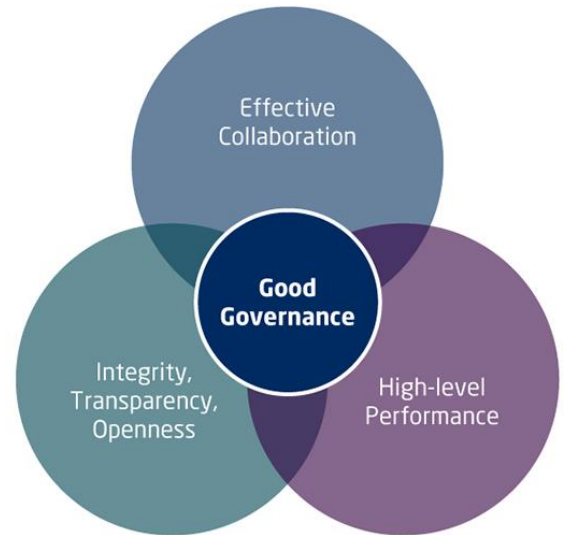 Effective
Collaboration
Good
Governance
Integrity,
Transparency,
Openness
High-level
Performance